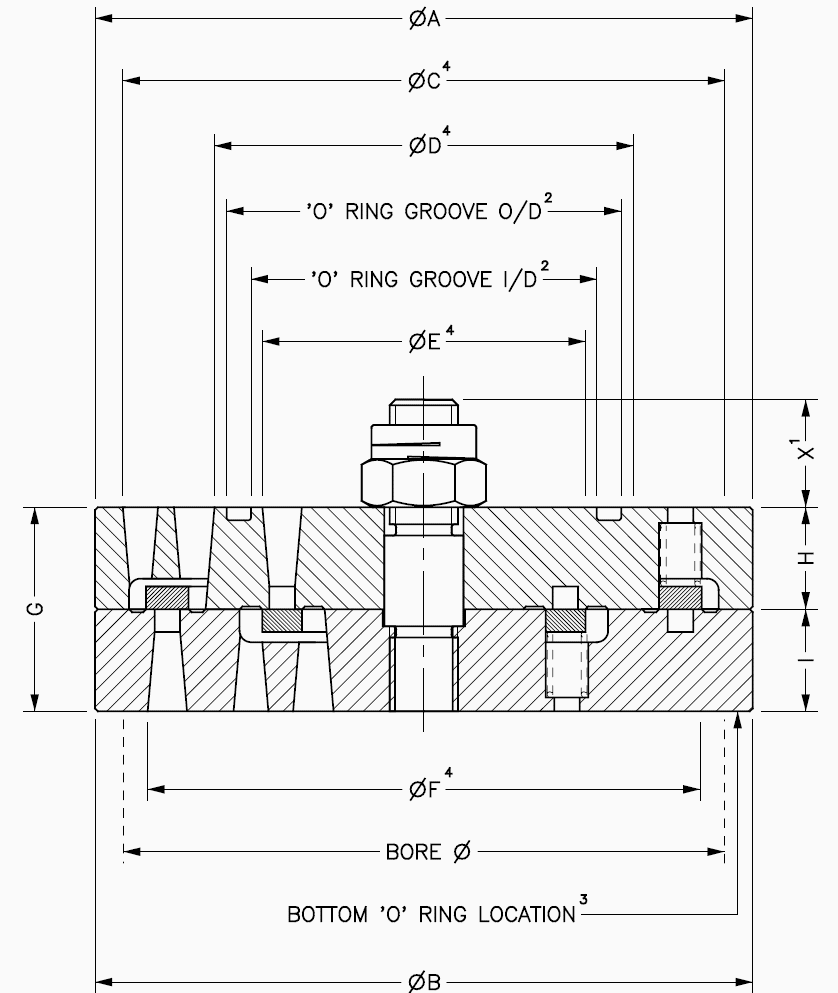 ØA
ØC⁴
ØD⁴
'O' RING GROOVE O/D²
'O' RING GROOVE I/D²
ØE⁴
X¹
H
G
I
ØF⁴
BORE Ø
BOTTOM 'O' RING LOCATION³
ØB